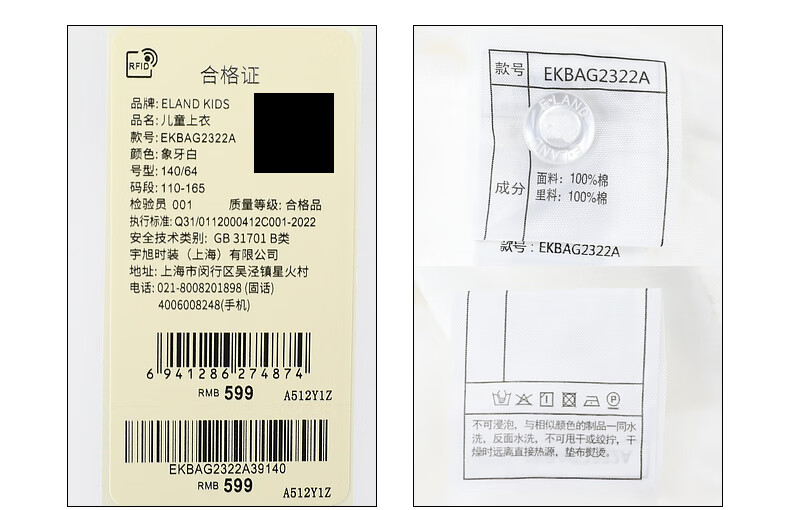 RFID
合格证
品牌: ELAND KIDS
品名: 儿童上衣
款号: EKBAG2322A
颜色: 象牙白
号型: 140/64
码段: 110-165
检验员 001 质量等级: 合格品
执行标准: Q31/0112000412C001-2022
安全技术类别: GB 31701 B类
宇旭时装（上海）有限公司
地址: 上海市闵行区吴泾镇星火村
电话: 021-8008201898 (固话)
4006008248(手机)
6 941286 274874
RMB 599 A512Y1Z
EKBAG2322A39140
RMB 599 A512Y1Z
款号 EKBAG2322A
E·LAND
E·LAND
成分 面料: 100%棉
里料: 100%棉
款号: EKBAG2322A
P
不可浸泡，与相似颜色的制品一同水
洗，反面水洗，不可甩干或绞拧，干
燥时远离直接热源，垫布熨烫。